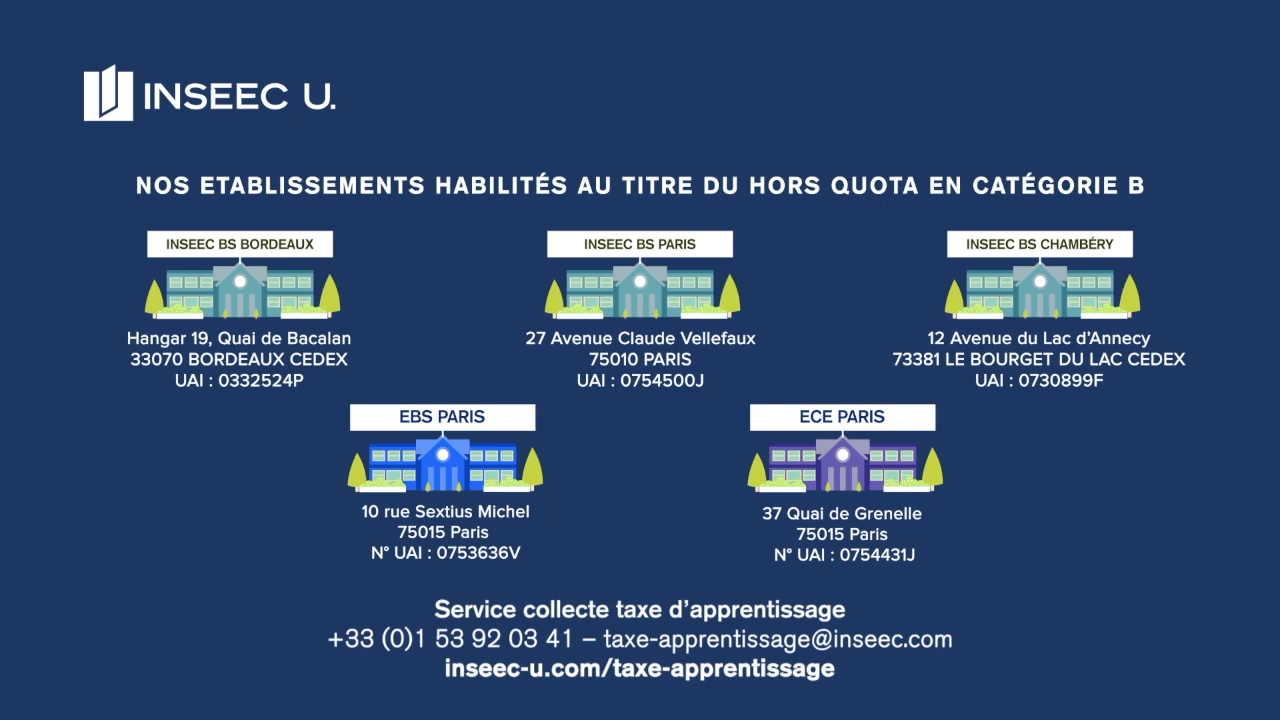 INSEEC U.
NOS ETABLISSEMENTS HABILITÉS AU TITRE DU HORS QUOTA EN CATÉGORIE B
INSEEC BS BORDEAUX
Hangar 19, Quai de Bacalan
33070 BORDEAUX CEDEX
UAI : 0332524P
INSEEC BS PARIS
27 Avenue Claude Vellefaux
75010 PARIS
UAI : 0754500J
INSEEC BS CHAMBÉRY
12 Avenue du Lac d’Annecy
73381 LE BOURGET DU LAC CEDEX
UAI : 0730899F
EBS PARIS
10 rue Sextius Michel
75015 Paris
N° UAI : 0753636V
ECE PARIS
37 Quai de Grenelle
75015 Paris
N° UAI : 0754431J
Service collecte taxe d’apprentissage
+33 (0)1 53 92 03 41 – taxe-apprentissage@inseec.com
inseec-u.com/taxe-apprentissage